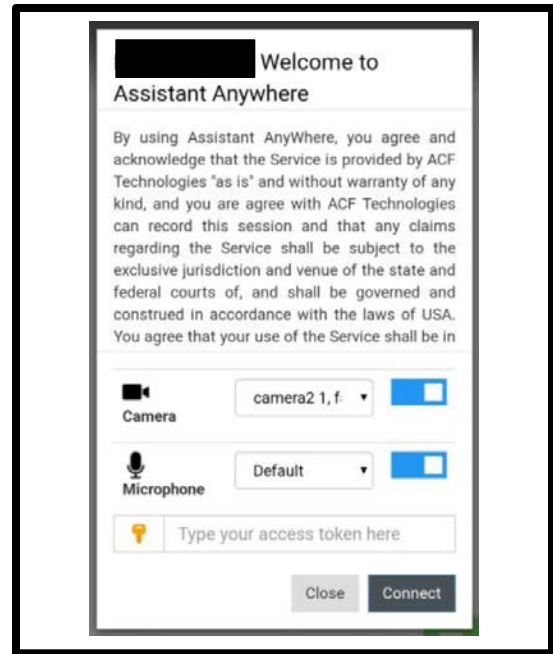 Welcome to
Assistant Anywhere
By using Assistant AnyWhere, you agree and
acknowledge that the Service is provided by ACF
Technologies "as is" and without warranty of any
kind, and you are agree with ACF Technologies
can record this session and that any claims
regarding the Service shall be subject to the
exclusive jurisdiction and venue of the state and
federal courts of, and shall be governed and
construed in accordance with the laws of USA.
You agree that your use of the Service shall be in
Camera
camera2 1, f
Microphone
Default
Type your access token here
Close
Connect